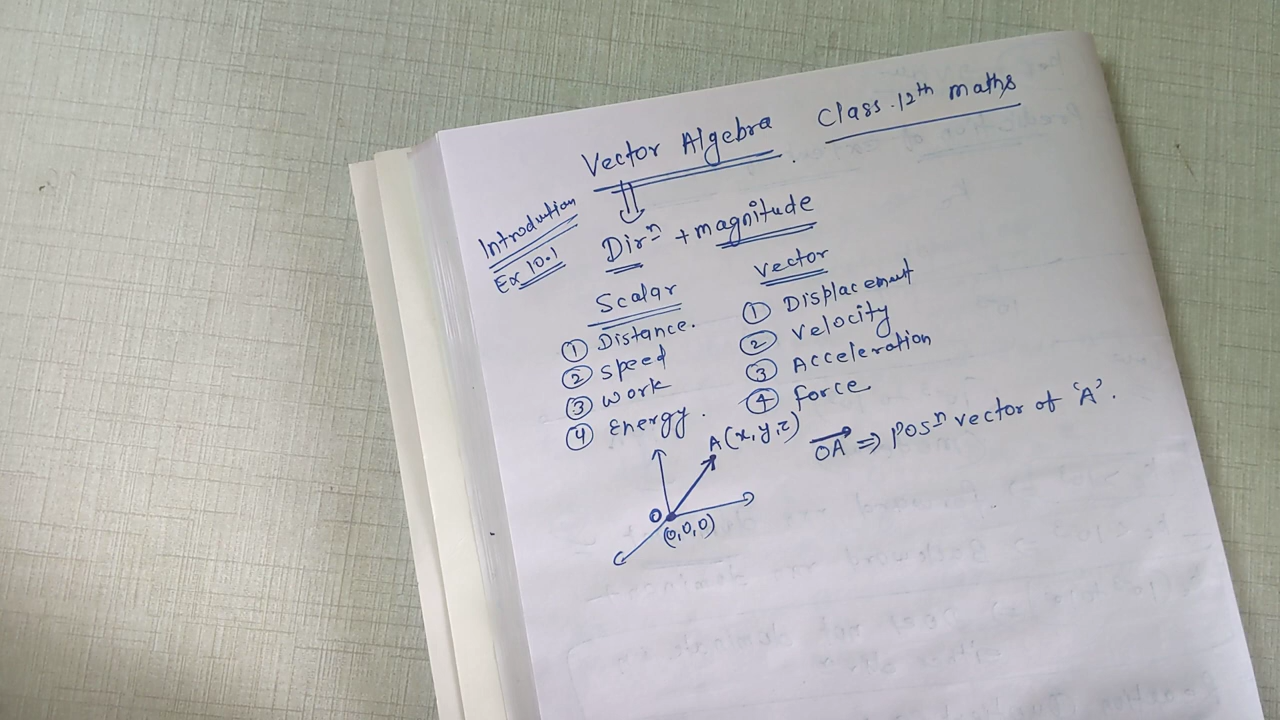 Vector Algebra. Class.12th maths
Introdution
Ex 10.1
Dirⁿ + magnitude
Scalar
① Distance.
② Speed
③ Work
④ Energy.
Vector
① Displacement
② Velocity
③ Acceleration
④ force
A(x,y,z)
O
(0,0,0)
OA⃗ ⇒ Posⁿ vector of 'A'.